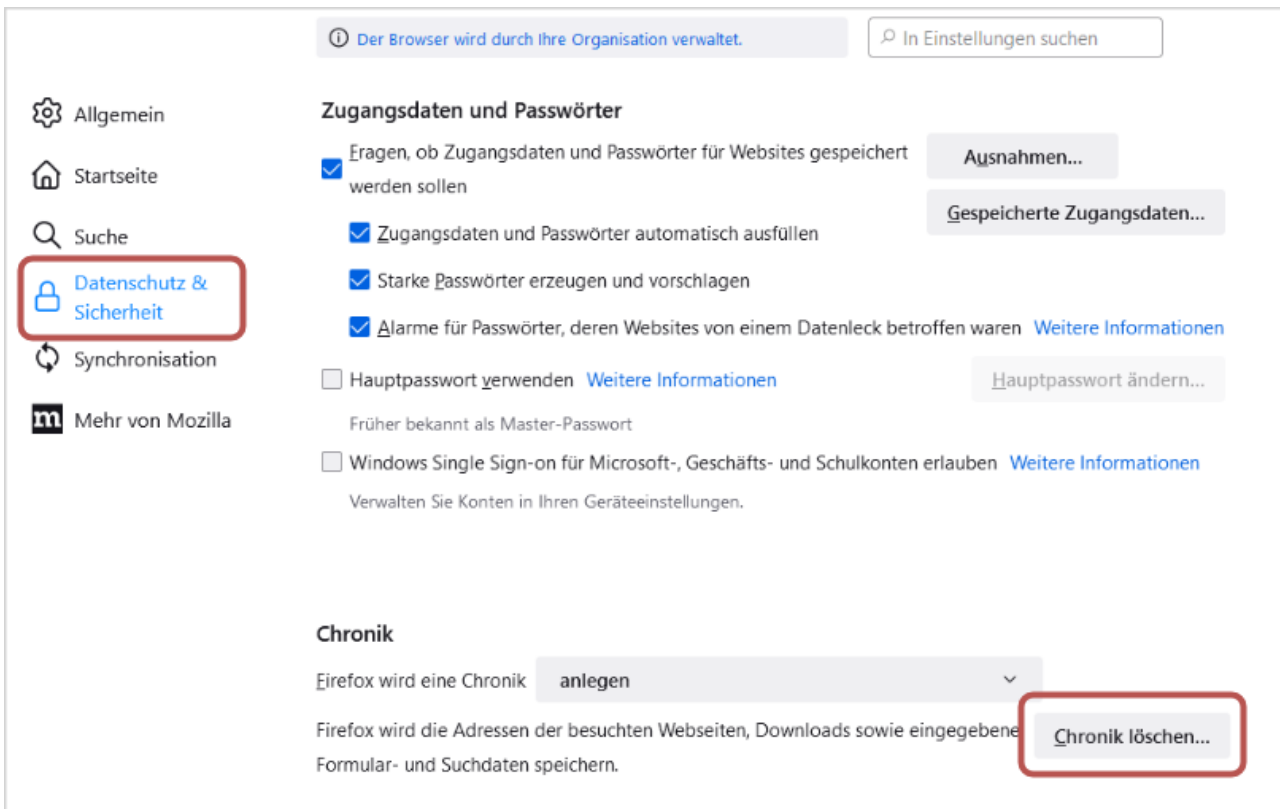 Der Browser wird durch Ihre Organisation verwaltet.
In Einstellungen suchen
Allgemein
Startseite
Suche
Datenschutz &
Sicherheit
Synchronisation
m Mehr von Mozilla
Zugangsdaten und Passwörter
Fragen, ob Zugangsdaten und Passwörter für Websites gespeichert
werden sollen
Ausnahmen...
Gespeicherte Zugangsdaten...
Zugangsdaten und Passwörter automatisch ausfüllen
Starke Passwörter erzeugen und vorschlagen
Alarme für Passwörter, deren Websites von einem Datenleck betroffen waren Weitere Informationen
Hauptpasswort verwenden Weitere Informationen
Hauptpasswort ändern...
Früher bekannt als Master-Passwort
Windows Single Sign-on für Microsoft-, Geschäfts- und Schulkonten erlauben Weitere Informationen
Verwalten Sie Konten in Ihren Geräteeinstellungen.
Chronik
Firefox wird eine Chronik anlegen
Firefox wird die Adressen der besuchten Webseiten, Downloads sowie eingegebene
Formular- und Suchdaten speichern.
Chronik löschen...